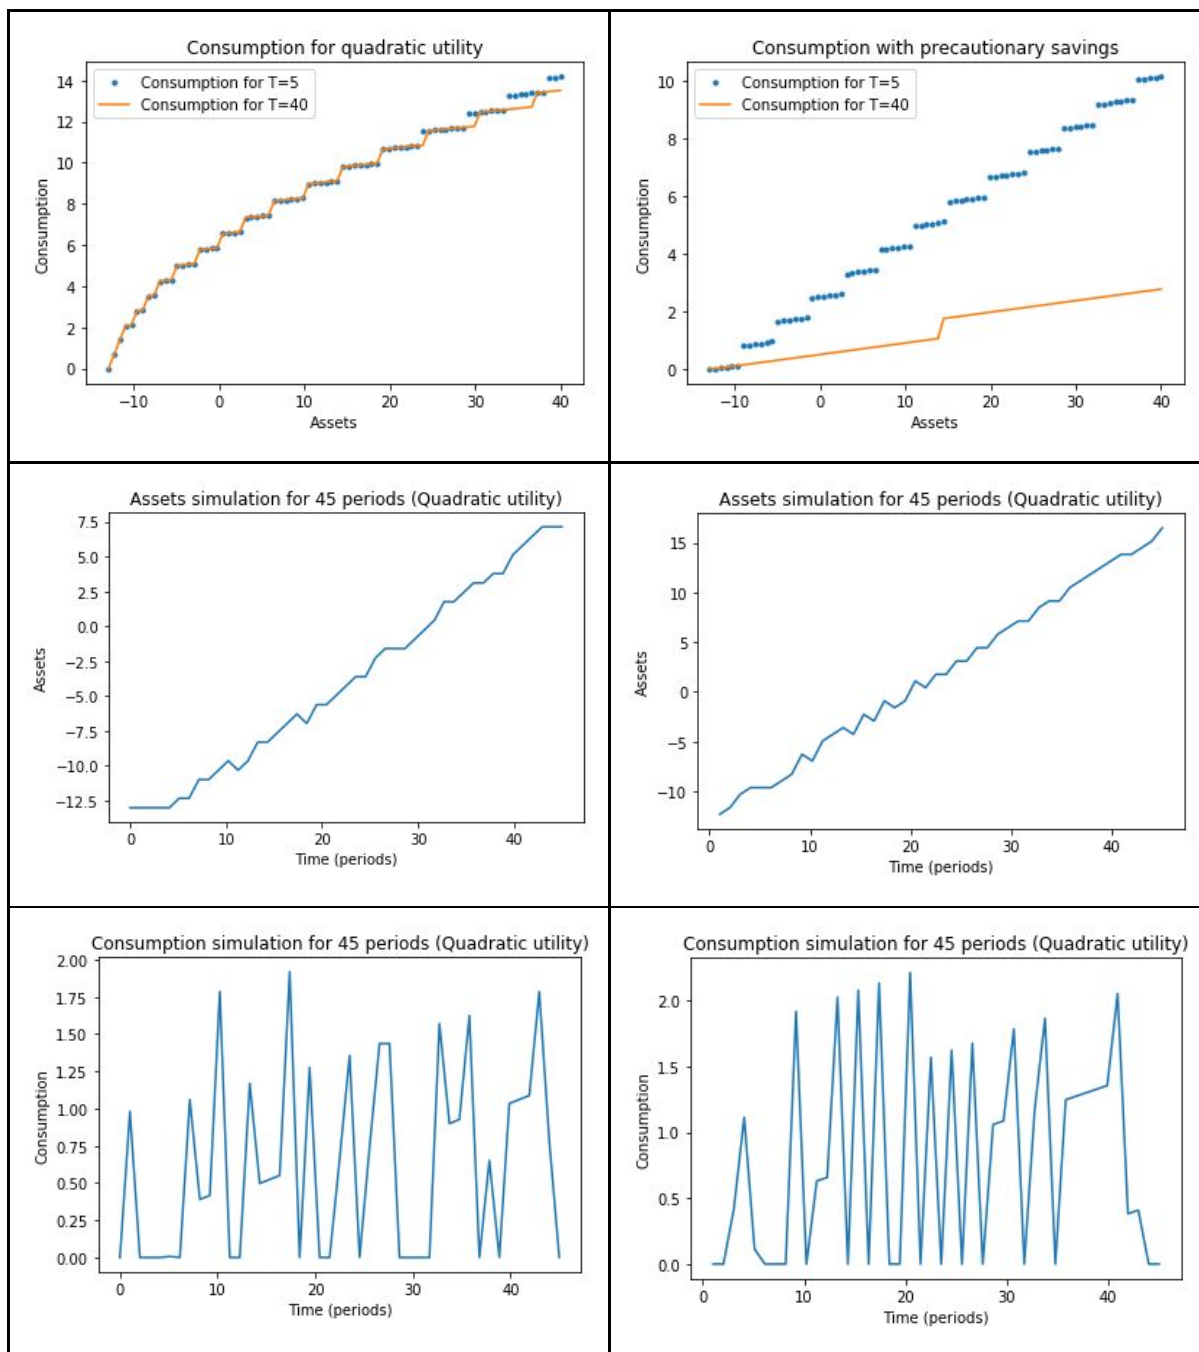 Consumption for quadratic utility
Consumption for T=5
Consumption for T=40
14
12
10
8
6
4
2
0
Consumption
−10 0 10 20 30 40
Assets
Consumption with precautionary savings
Consumption for T=5
Consumption for T=40
10
8
6
4
2
0
Consumption
−10 0 10 20 30 40
Assets
Assets simulation for 45 periods (Quadratic utility)
7.5
5.0
2.5
0.0
−2.5
−5.0
−7.5
−10.0
−12.5
Assets
0 10 20 30 40
Time (periods)
Assets simulation for 45 periods (Quadratic utility)
15
10
5
0
−5
−10
Assets
0 10 20 30 40
Time (periods)
Consumption simulation for 45 periods (Quadratic utility)
2.00
1.75
1.50
1.25
1.00
0.75
0.50
0.25
0.00
Consumption
0 10 20 30 40
Time (periods)
Consumption simulation for 45 periods (Quadratic utility)
2.0
1.5
1.0
0.5
0.0
Consumption
0 10 20 30 40
Time (periods)